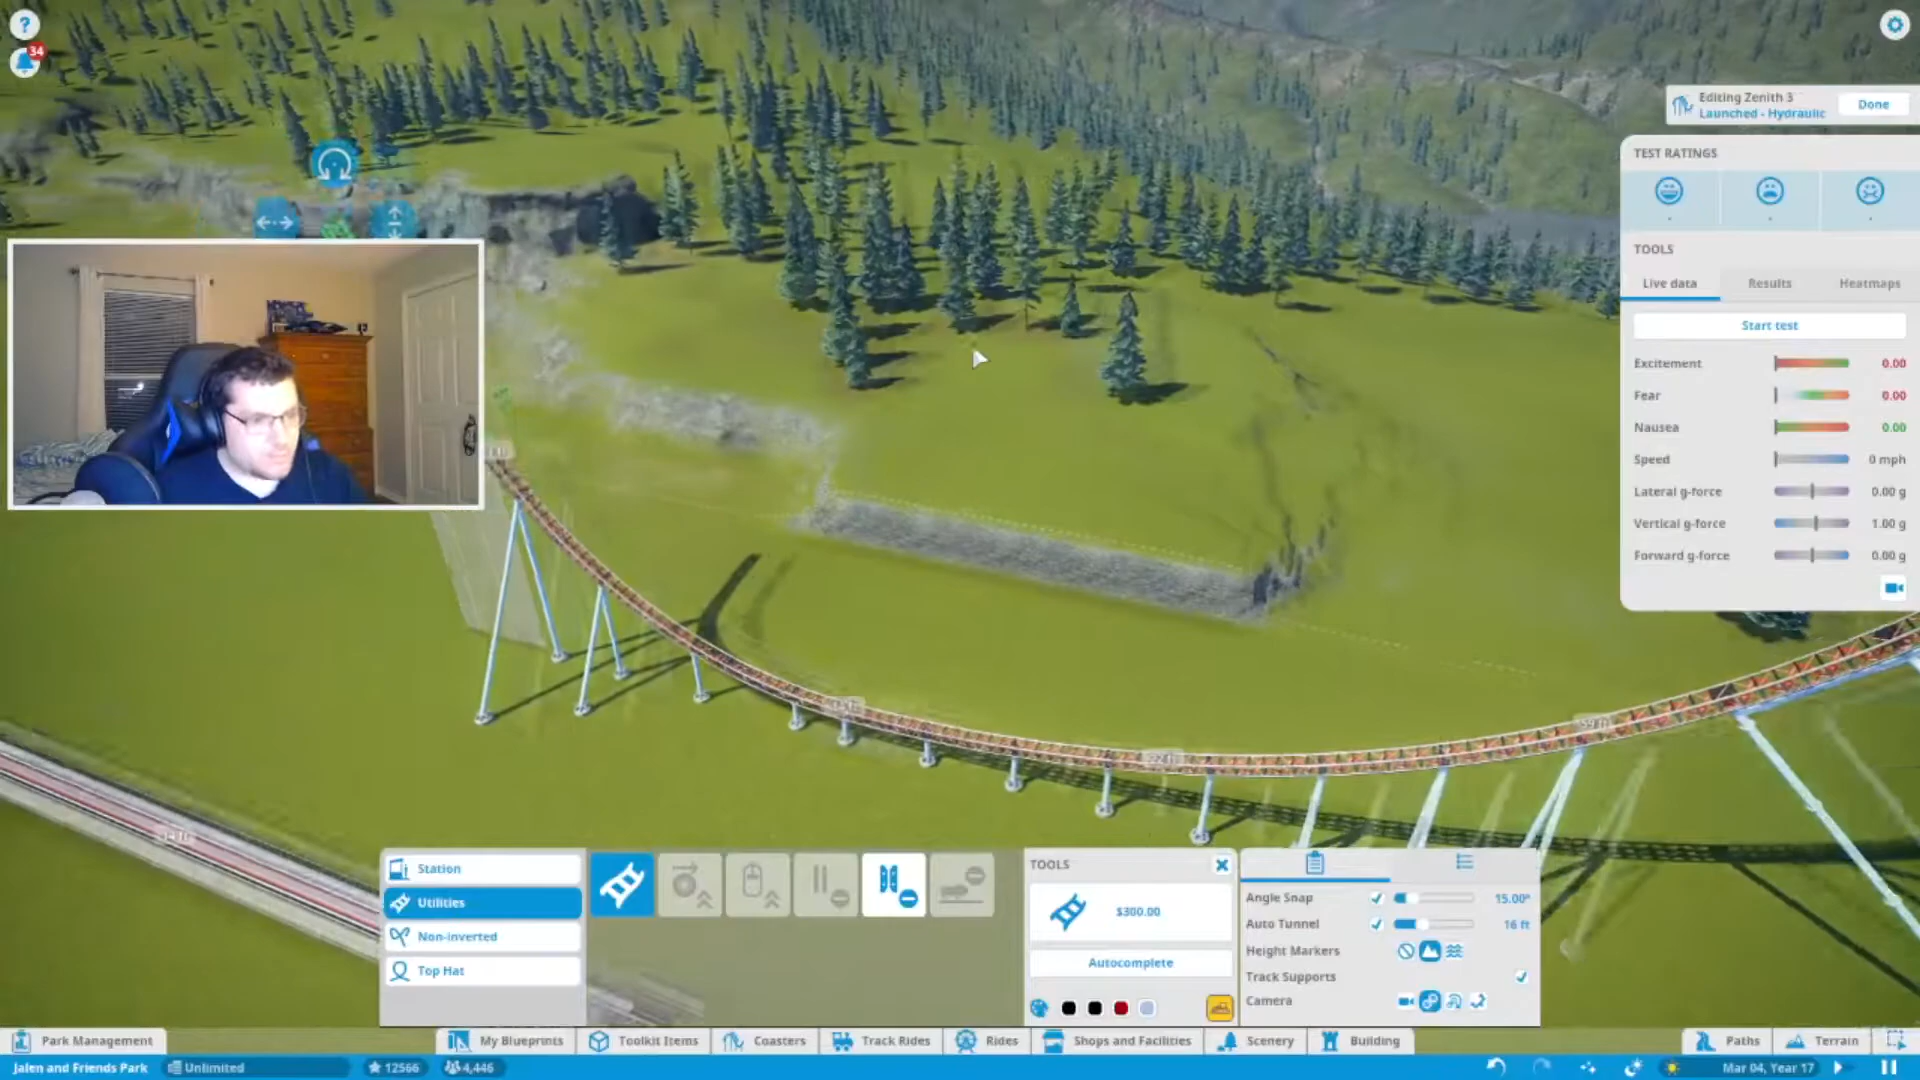 ?
34
Editing Zenith 3
Launched - Hydraulic
Done
TEST RATINGS
TOOLS
Live data
Results
Heatmaps
Start test
Excitement
0.00
Fear
0.00
Nausea
0.00
Speed
0 mph
Lateral g-force
0.00 g
Vertical g-force
1.00 g
Forward g-force
0.00 g
Station
Utilities
Non-inverted
Top Hat
TOOLS
$300.00
Autocomplete
Angle Snap
15.00°
Auto Tunnel
16 ft
Height Markers
Track Supports
Camera
Park Management
My Blueprints
Toolkit Items
Coasters
Track Rides
Rides
Shops and Facilities
Scenery
Building
Paths
Terrain
Jalen and Friends Park
Unlimited
12566
4,446
Mar 04, Year 17